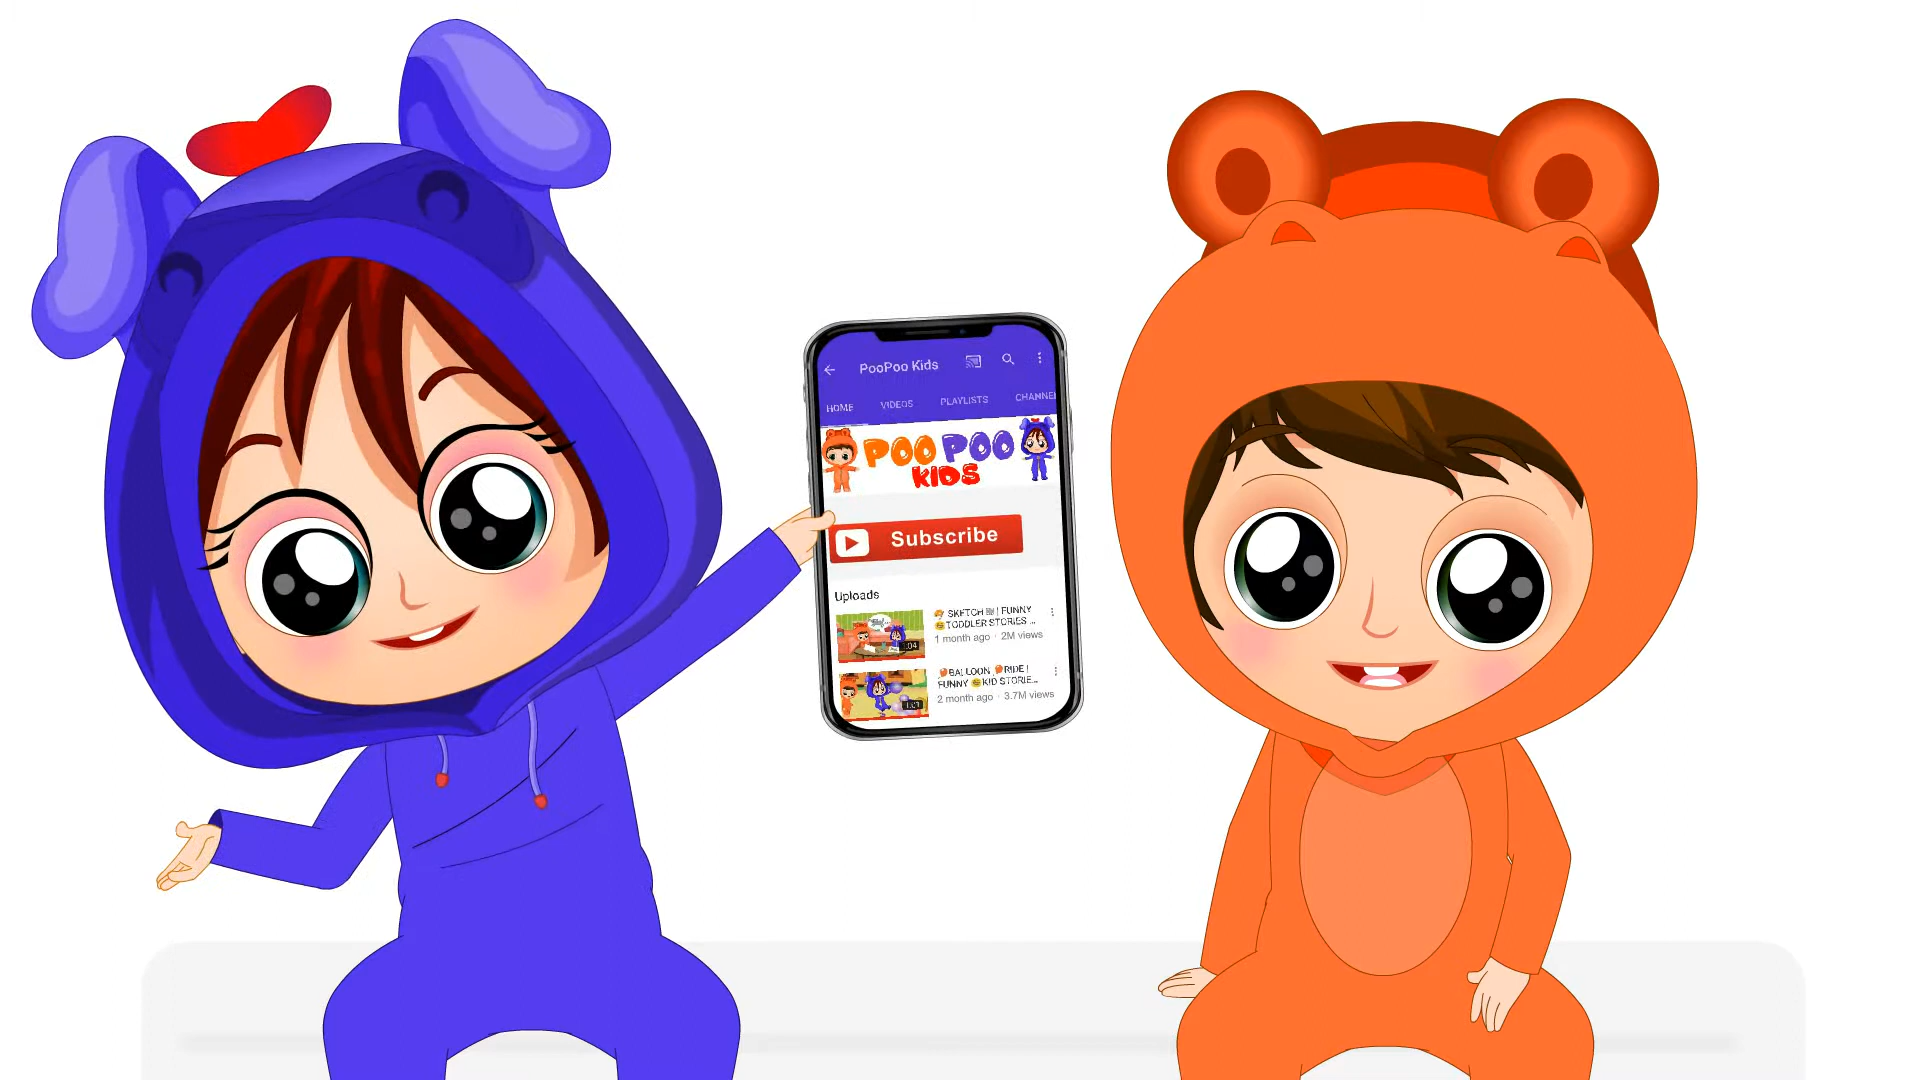 PooPoo Kids
HOME VIDEOS PLAYLISTS CHANNEL
POO POO
KIDS
Subscribe
Uploads
SKETCH | FUNNY
TODDLER STORIES ...
1 month ago · 2M views
BALLOON RIDE |
FUNNY KID STORIE...
2 month ago · 3.7M views